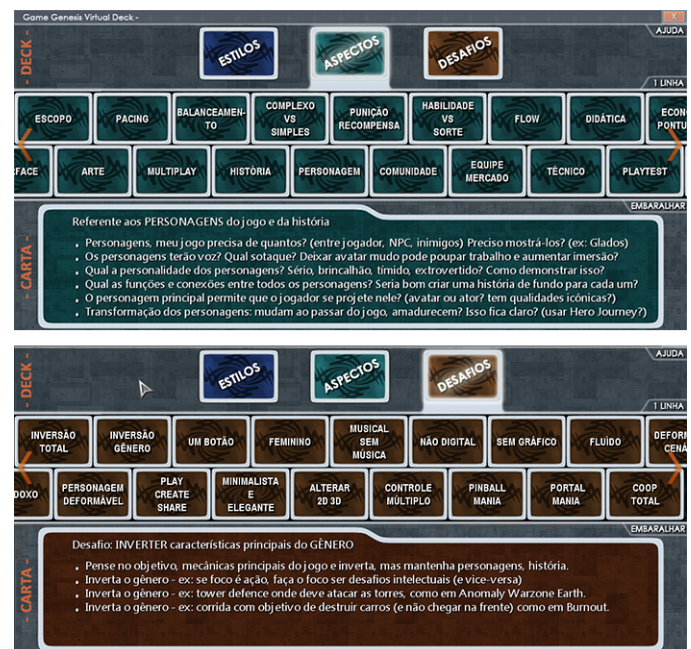 Game Genesis Virtual Deck -
X
AJUDA
- DECK -
ESTILOS
ASPECTOS
DESAFIOS
1 LINHA
ESCOPO
PACING
BALANCEAMEN-
TO
COMPLEXO
VS
SIMPLES
PUNIÇÃO
RECOMPENSA
HABILIDADE
VS
SORTE
FLOW
DIDÁTICA
ECON
PONTU
FACE
ARTE
MULTIPLAY
HISTÓRIA
PERSONAGEM
COMUNIDADE
EQUIPE
MERCADO
TÉCNICO
PLAYTEST
EMBARALHAR
- CARTA -
Referente aos PERSONAGENS do jogo e da história
• Personagens, meu jogo precisa de quantos? (entre jogador, NPC, inimigos) Preciso mostrá-los? (ex: Glados)
• Os personagens terão voz? Qual sotaque? Deixar avatar mudo pode poupar trabalho e aumentar imersão?
• Qual a personalidade dos personagens? Sério, brincalhão, tímido, extrovertido? Como demonstrar isso?
• Qual as funções e conexões entre todos os personagens? Seria bom criar uma história de fundo para cada um?
• O personagem principal permite que o jogador se projete nele? (avatar ou ator? tem qualidades icônicas?)
• Transformação dos personagens: mudam ao passar do jogo, amadurecem? Isso fica claro? (usar Hero Journey?)
AJUDA
- DECK -
ESTILOS
ASPECTOS
DESAFIOS
1 LINHA
INVERSÃO
TOTAL
INVERSÃO
GÊNERO
UM BOTÃO
FEMININO
MUSICAL
SEM
MÚSICA
NÃO DIGITAL
SEM GRÁFICO
FLUÍDO
DEFORM
CENÁ
DOXO
PERSONAGEM
DEFORMÁVEL
PLAY
CREATE
SHARE
MINIMALISTA
E
ELEGANTE
ALTERAR
2D 3D
CONTROLE
MÚLTIPLO
PINBALL
MANIA
PORTAL
MANIA
COOP
TOTAL
EMBARALHAR
- CARTA -
Desafio: INVERTER características principais do GÊNERO
• Pense no objetivo, mecânicas principais do jogo e inverta, mas mantenha personagens, história.
• Inverta o gênero - ex: se foco é ação, faça o foco ser desafios intelectuais (e vice-versa)
• Inverta o gênero - ex: tower defence onde deve atacar as torres, como em Anomaly Warzone Earth.
• Inverta o gênero - ex: corrida com objetivo de destruir carros (e não chegar na frente) como em Burnout.